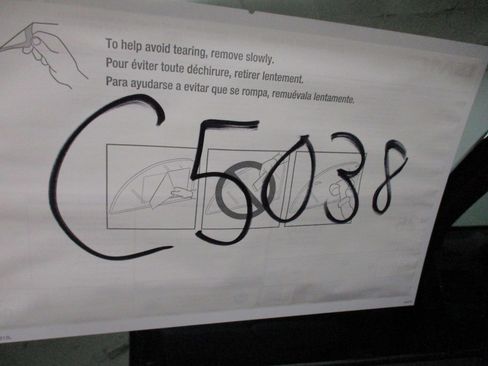 To help avoid tearing, remove slowly.
Pour éviter toute déchirure, retirer lentement.
Para ayudarse a evitar que se rompa, remuévala lentamente.
C5038